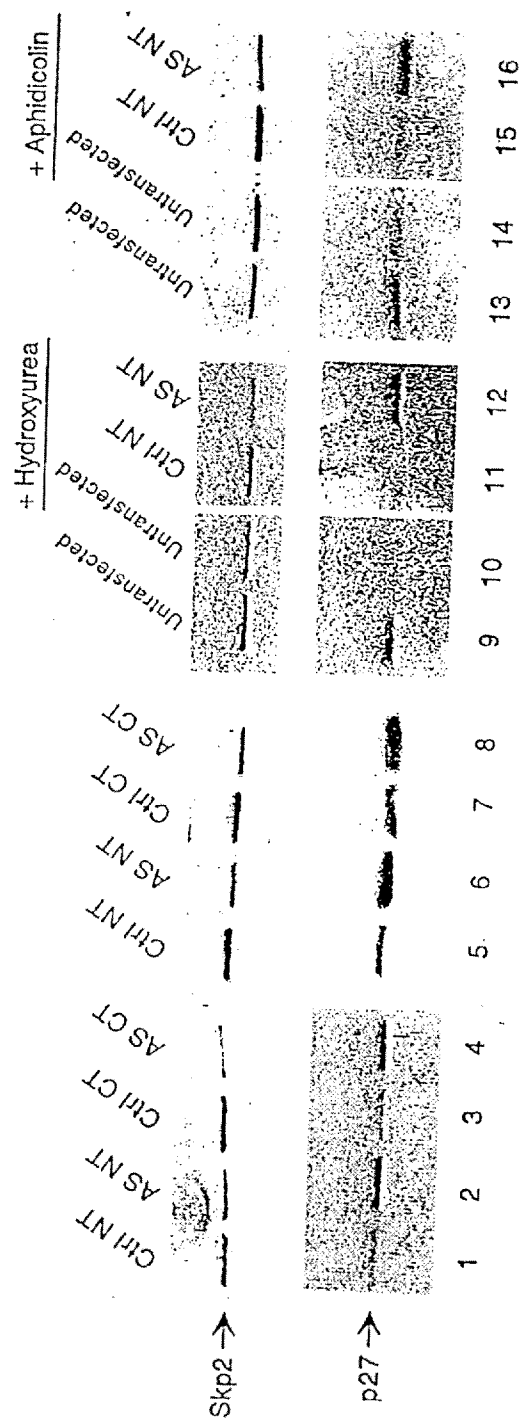 + Hydroxyurea
+ Aphidicolin
Ctrl NT
AS NT
Ctrl CT
AS CT
Ctrl NT
AS NT
Ctrl CT
AS CT
Untransfected
Untransfected
Ctrl NT
AS NT
Untransfected
Untransfected
Ctrl NT
AS NT
Skp2 →
p27 →
1 2 3 4 5 6 7 8 9 10 11 12 13 14 15 16